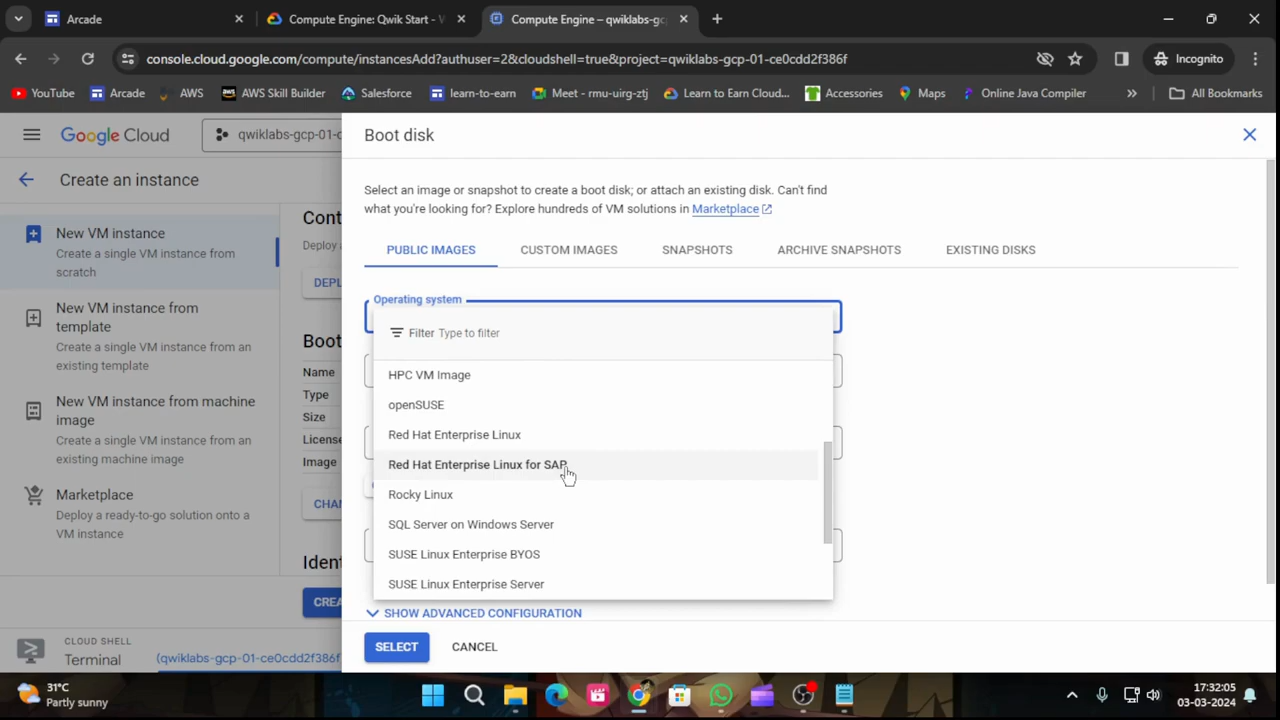 Arcade
Compute Engine: Qwik Start - 
Compute Engine – qwiklabs-gc
console.cloud.google.com/compute/instancesAdd?authuser=2&cloudshell=true&project=qwiklabs-gcp-01-ce0cdd2f386f
Incognito
YouTube
Arcade
AWS
AWS Skill Builder
Salesforce
learn-to-earn
Meet - rmu-uirg-ztj
Learn to Earn Cloud...
Accessories
Maps
Online Java Compiler
All Bookmarks
Google Cloud
qwiklabs-gcp-01-c
Create an instance
New VM instance
Create a single VM instance from
scratch
New VM instance from
template
Create a single VM instance from an
existing template
New VM instance from machine
image
Create a single VM instance from an
existing machine image
Marketplace
Deploy a ready-to-go solution onto a
VM instance
Cont
Deploy a
DEPL
Boot
Name
Type
Size
License
Image
CHAN
Ident
CREA
Boot disk
Select an image or snapshot to create a boot disk; or attach an existing disk. Can't find
what you're looking for? Explore hundreds of VM solutions in Marketplace
PUBLIC IMAGES
CUSTOM IMAGES
SNAPSHOTS
ARCHIVE SNAPSHOTS
EXISTING DISKS
Operating system
Filter Type to filter
HPC VM Image
openSUSE
Red Hat Enterprise Linux
Red Hat Enterprise Linux for SAP
Rocky Linux
SQL Server on Windows Server
SUSE Linux Enterprise BYOS
SUSE Linux Enterprise Server
SHOW ADVANCED CONFIGURATION
SELECT
CANCEL
CLOUD SHELL
Terminal
(qwiklabs-gcp-01-ce0cdd2f386f
31°C
Partly sunny
17:32:05
03-03-2024